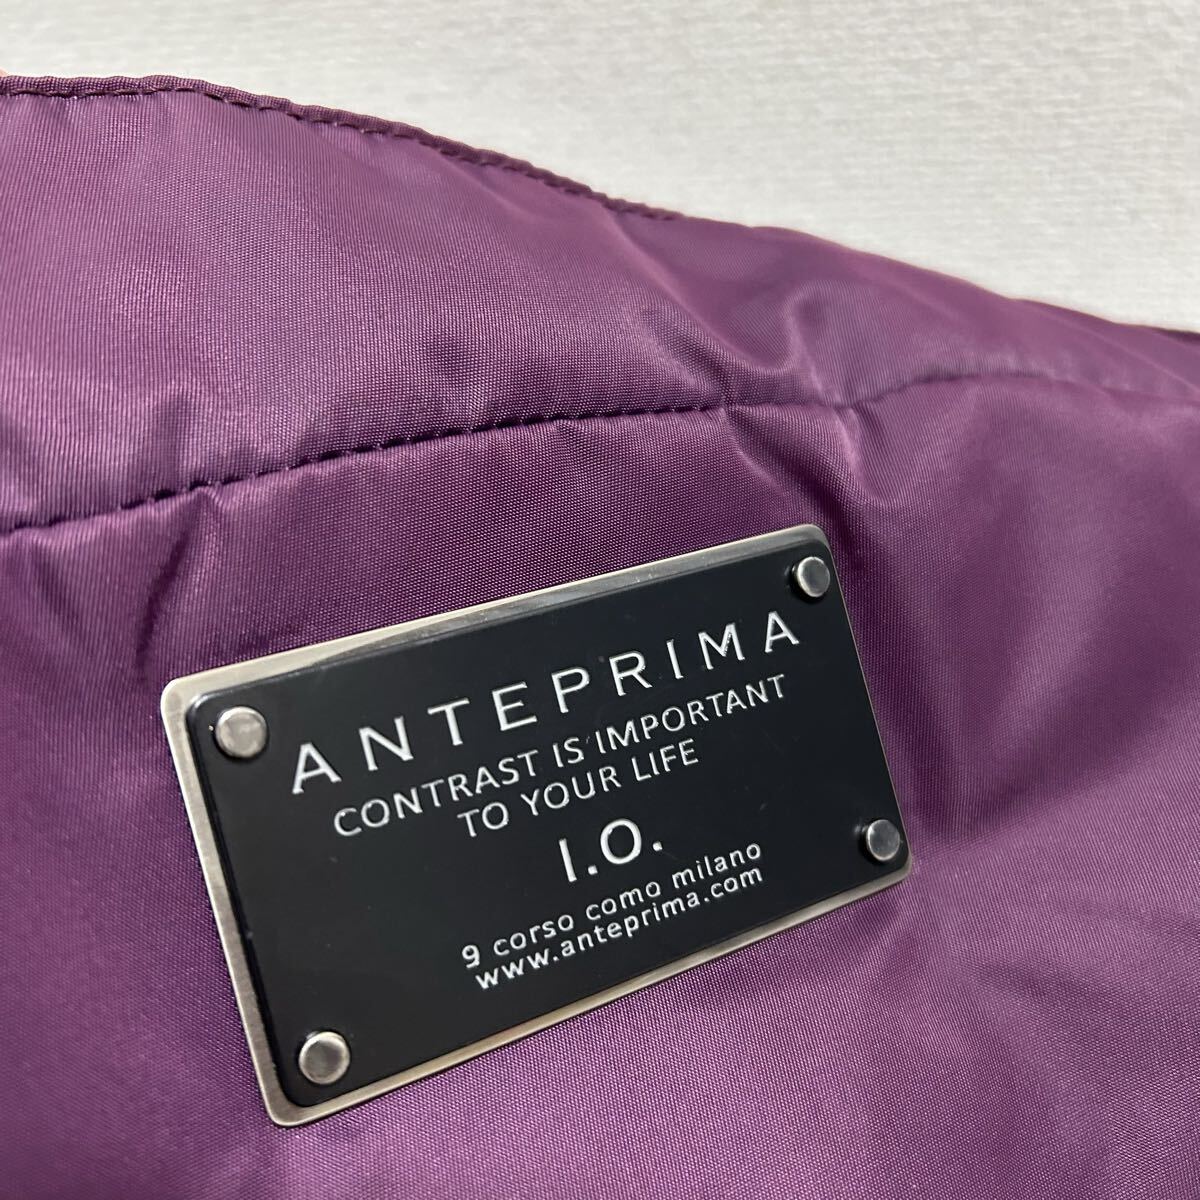 ANTEPRIMA
CONTRAST IS IMPORTANT
TO YOUR LIFE
I.O.
9 corso como milano
www.anteprima.com